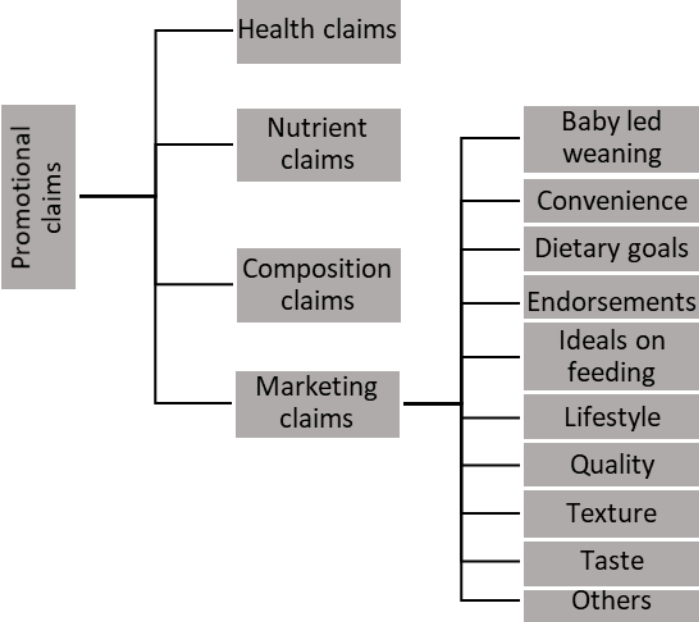 Promotional
claims
Health claims
Nutrient
claims
Composition
claims
Marketing
claims
Baby led
weaning
Convenience
Dietary goals
Endorsements
Ideals on
feeding
Lifestyle
Quality
Texture
Taste
Others